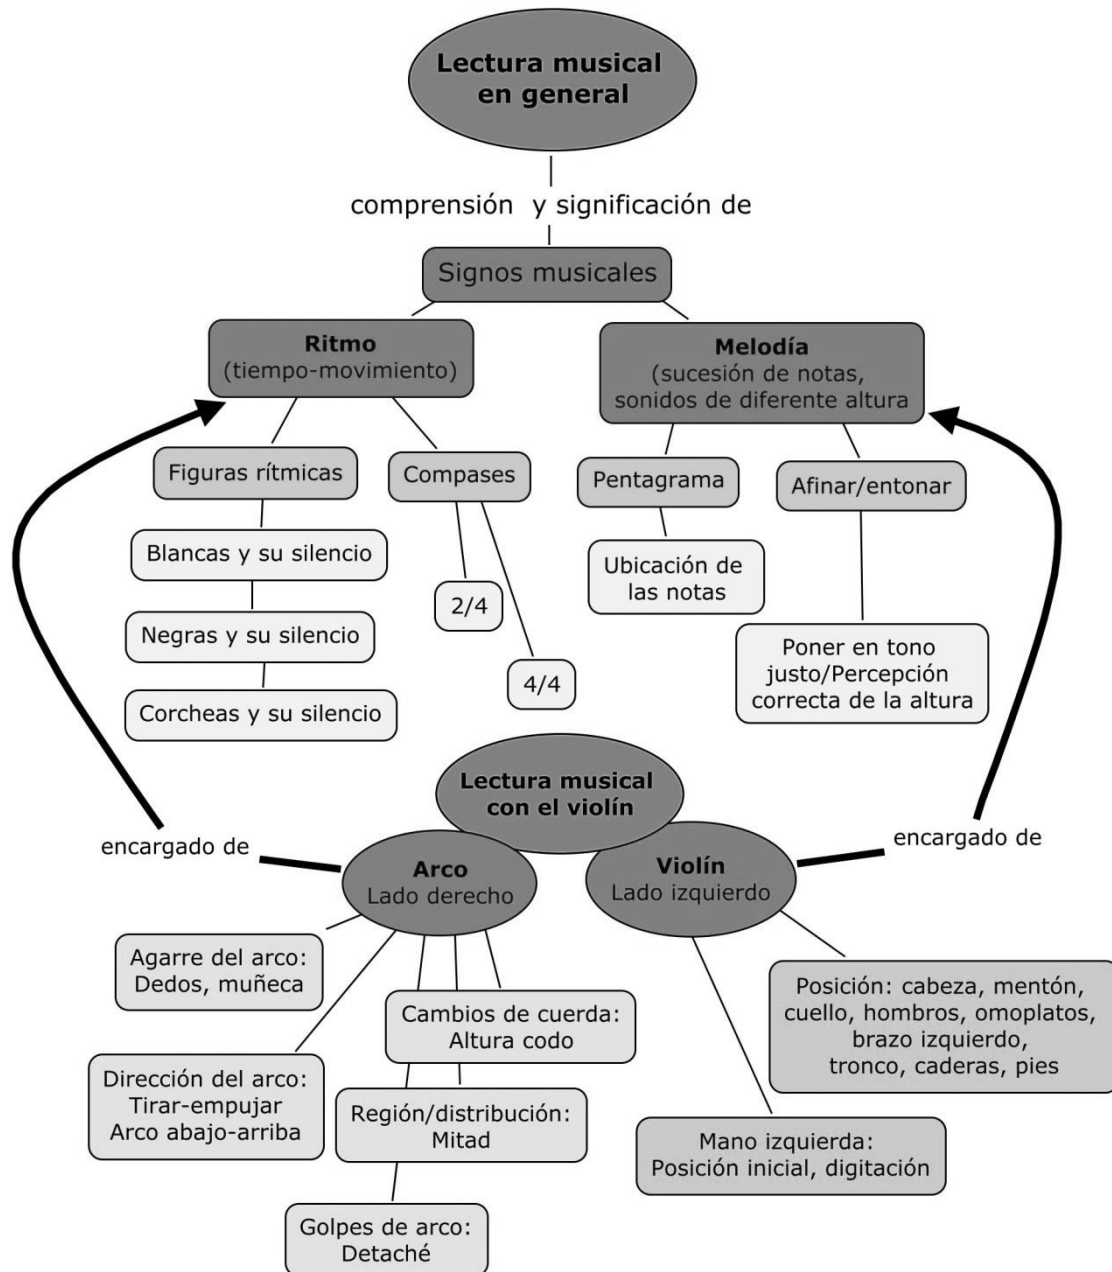 Lectura musical
en general
comprensión y significación de
Signos musicales
Ritmo
(tiempo-movimiento)
Melodía
(sucesión de notas,
sonidos de diferente altura
Figuras rítmicas
Compases
Pentagrama
Afinar/entonar
Blancas y su silencio
2/4
Ubicación de
las notas
Negras y su silencio
4/4
Poner en tono
justo/Percepción
correcta de la altura
Corcheas y su silencio
Lectura musical
con el violín
encargado de
encargado de
Arco
Lado derecho
Violín
Lado izquierdo
Agarre del arco:
Dedos, muñeca
Cambios de cuerda:
Altura codo
Posición: cabeza, mentón,
cuello, hombros, omoplatos,
brazo izquierdo,
tronco, caderas, pies
Dirección del arco:
Tirar-empujar
Arco abajo-arriba
Región/distribución:
Mitad
Mano izquierda:
Posición inicial, digitación
Golpes de arco:
Detaché